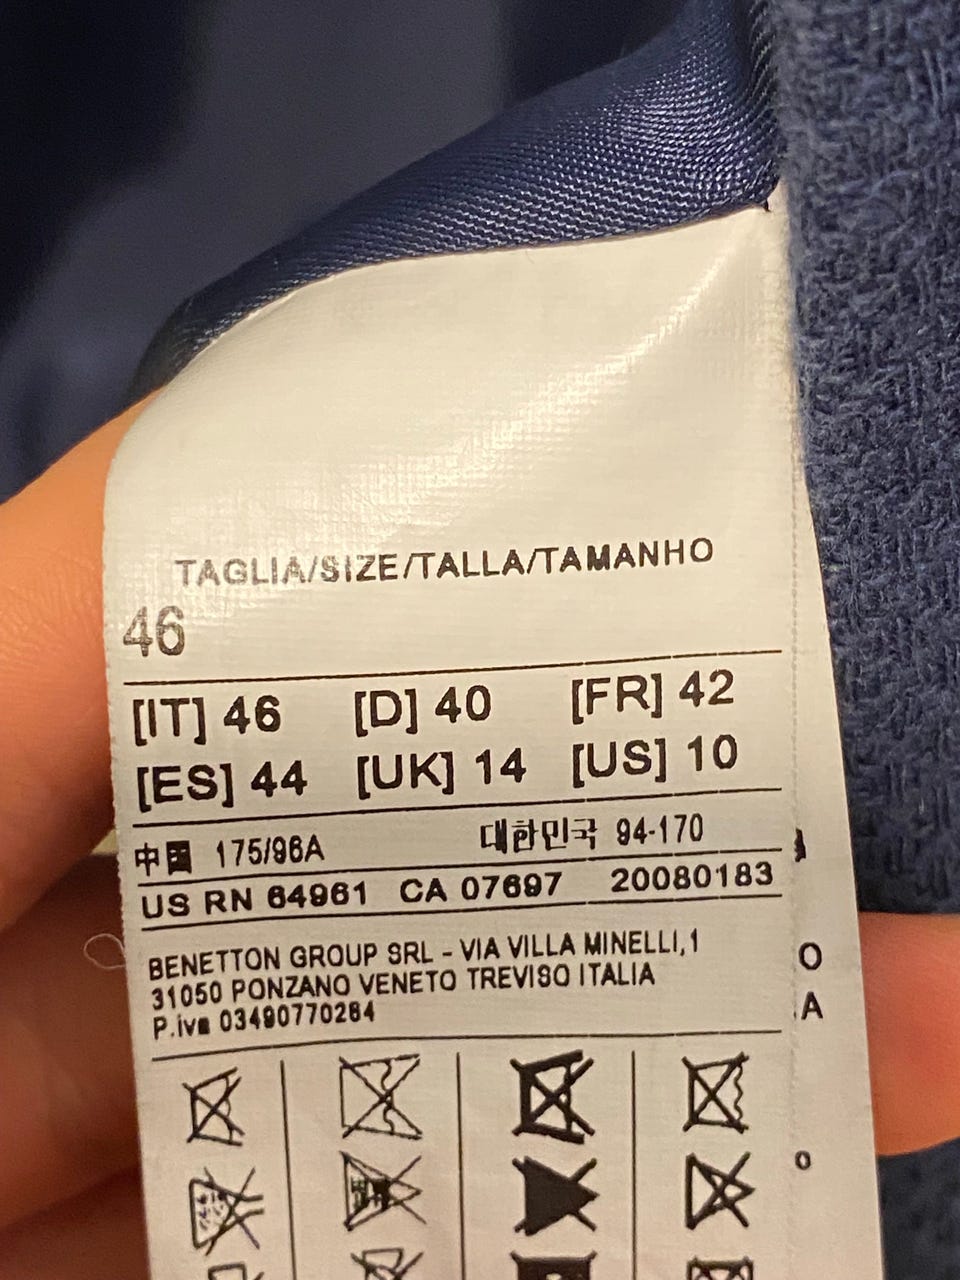 TAGLIA/SIZE/TALLA/TAMANHO
46
[IT] 46 [D] 40 [FR] 42
[ES] 44 [UK] 14 [US] 10
中国 175/96A 대한민국 94-170
US RN 64961 CA 07697 20080183
BENETTON GROUP SRL - VIA VILLA MINELLI,1
31050 PONZANO VENETO TREVISO ITALIA
P.iva 03490770264
O
A
o